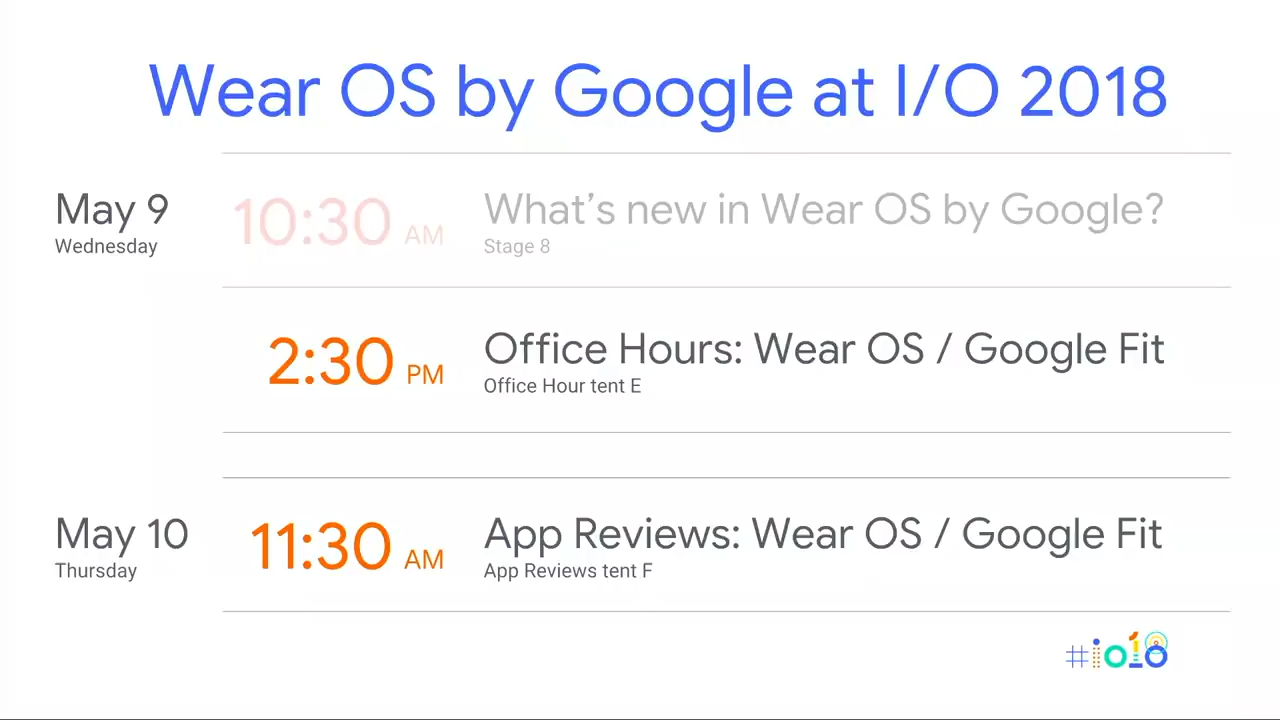 Wear OS by Google at I/O 2018
May 9
Wednesday
10:30 AM
What’s new in Wear OS by Google?
Stage 8
2:30 PM
Office Hours: Wear OS / Google Fit
Office Hour tent E
May 10
Thursday
11:30 AM
App Reviews: Wear OS / Google Fit
App Reviews tent F
#io18